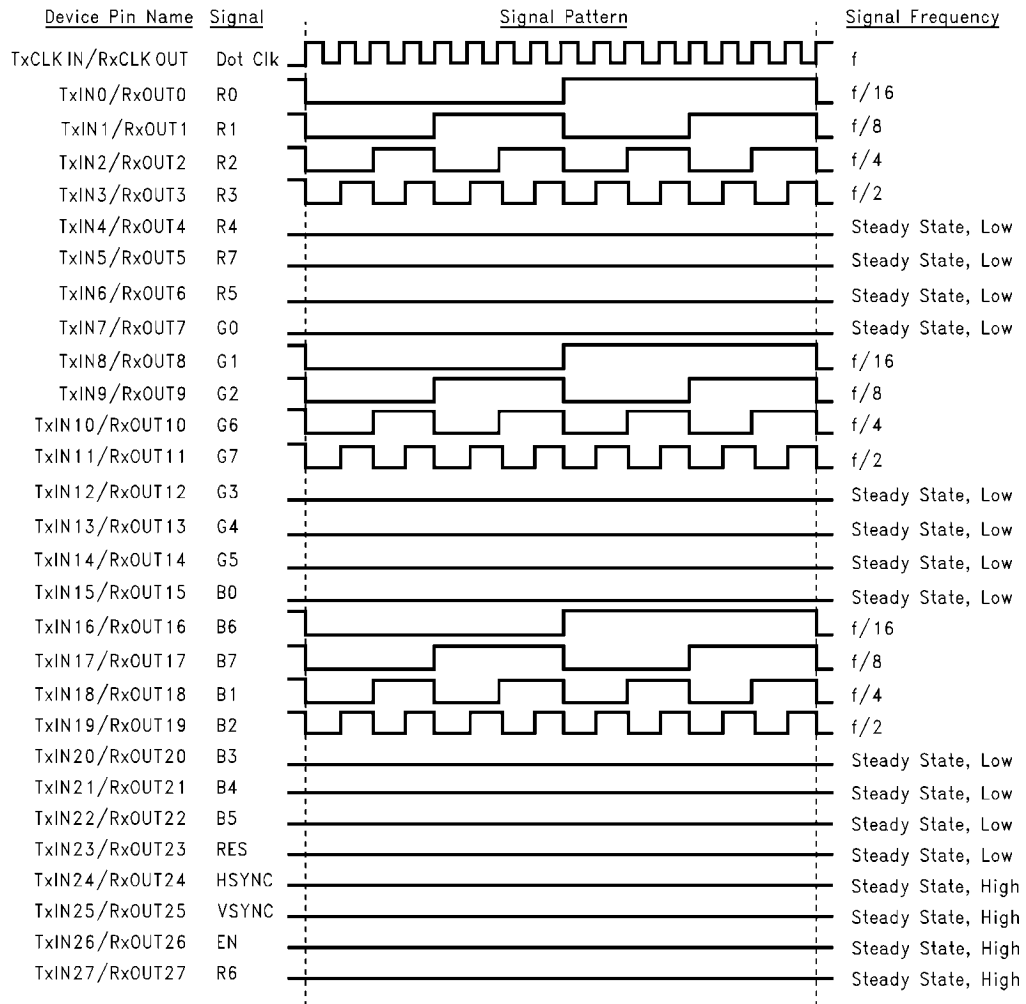 Device Pin Name Signal Signal Pattern Signal Frequency
TxCLK IN/RxCLK OUT Dot Clk f
TxIN0/RxOUT0 R0 f/16
TxIN1/RxOUT1 R1 f/8
TxIN2/RxOUT2 R2 f/4
TxIN3/RxOUT3 R3 f/2
TxIN4/RxOUT4 R4 Steady State, Low
TxIN5/RxOUT5 R7 Steady State, Low
TxIN6/RxOUT6 R5 Steady State, Low
TxIN7/RxOUT7 G0 Steady State, Low
TxIN8/RxOUT8 G1 f/16
TxIN9/RxOUT9 G2 f/8
TxIN10/RxOUT10 G6 f/4
TxIN11/RxOUT11 G7 f/2
TxIN12/RxOUT12 G3 Steady State, Low
TxIN13/RxOUT13 G4 Steady State, Low
TxIN14/RxOUT14 G5 Steady State, Low
TxIN15/RxOUT15 B0 Steady State, Low
TxIN16/RxOUT16 B6 f/16
TxIN17/RxOUT17 B7 f/8
TxIN18/RxOUT18 B1 f/4
TxIN19/RxOUT19 B2 f/2
TxIN20/RxOUT20 B3 Steady State, Low
TxIN21/RxOUT21 B4 Steady State, Low
TxIN22/RxOUT22 B5 Steady State, Low
TxIN23/RxOUT23 RES Steady State, Low
TxIN24/RxOUT24 HSYNC Steady State, High
TxIN25/RxOUT25 VSYNC Steady State, High
TxIN26/RxOUT26 EN Steady State, High
TxIN27/RxOUT27 R6 Steady State, High